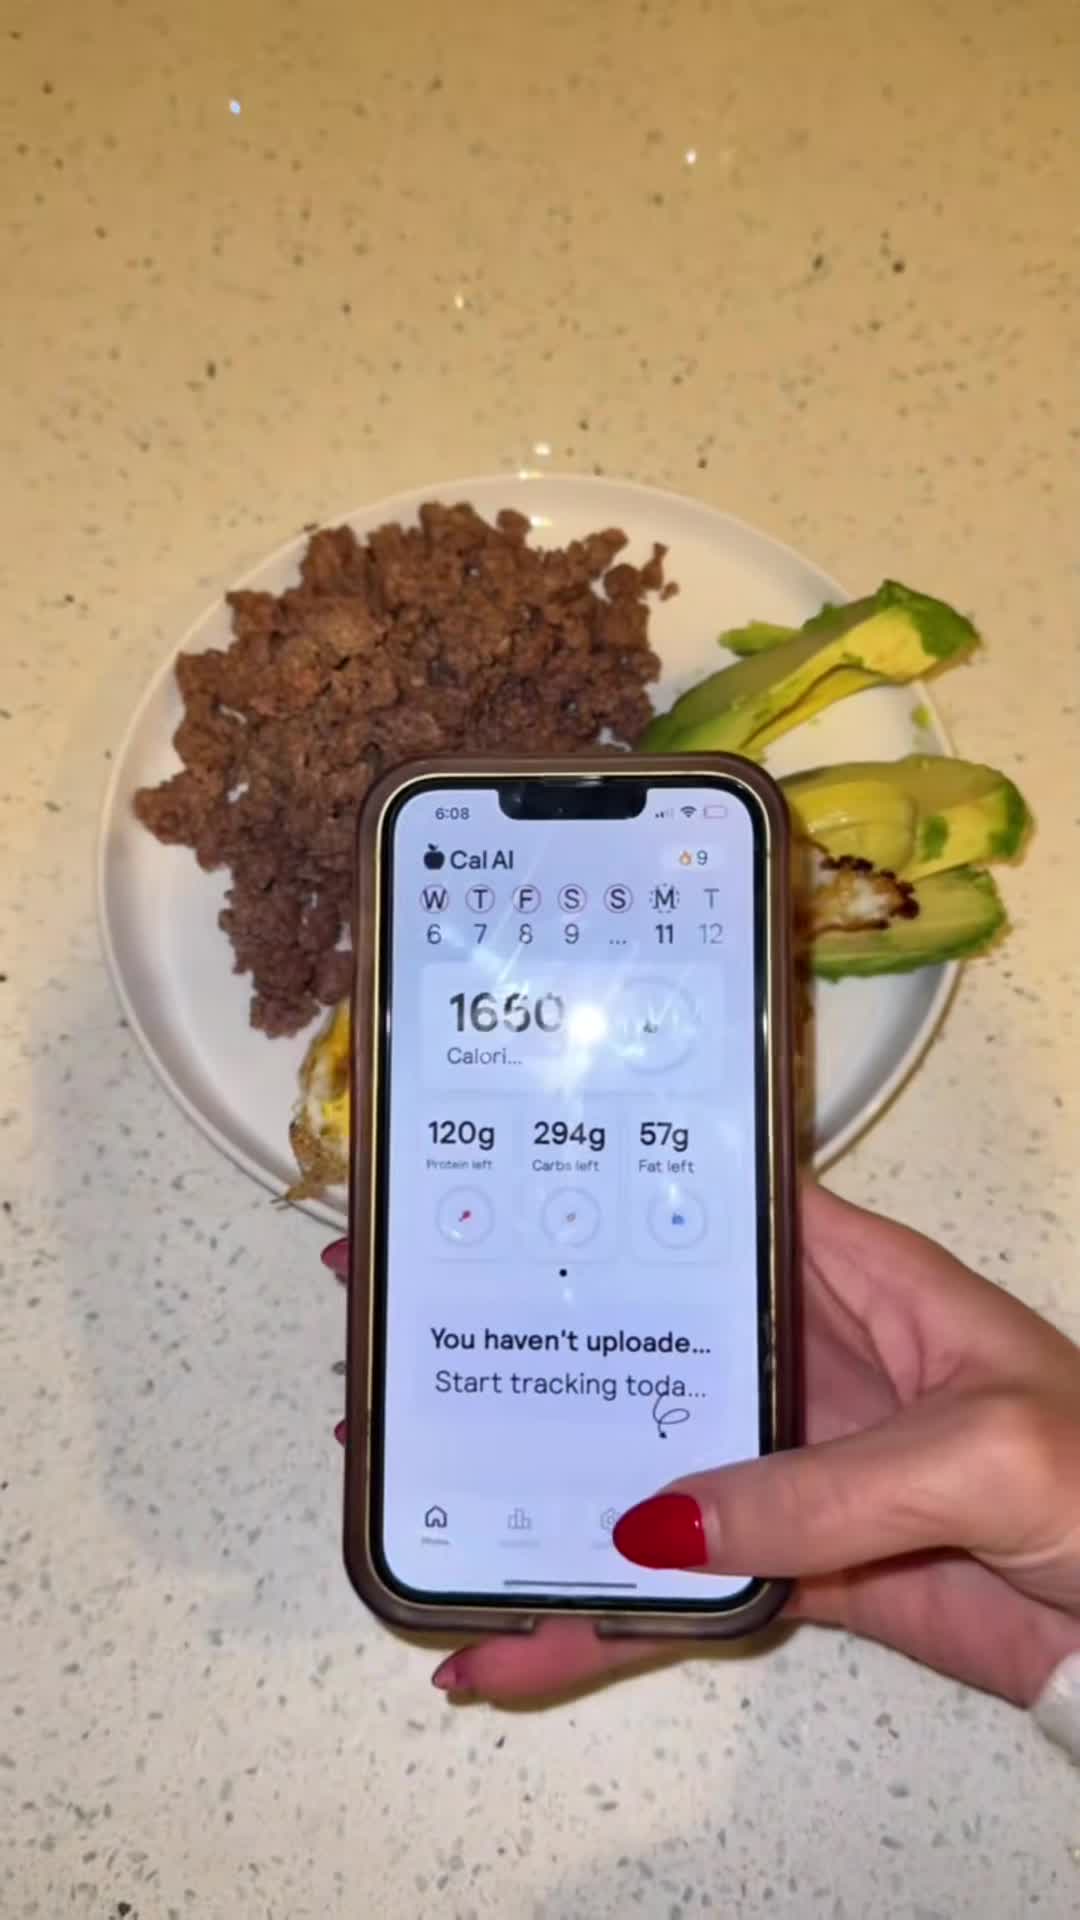 6:08
Cal AI
9
W T F S S M T
6 7 8 9 ... 11 12
Calori...
120g 294g 57g
Protein left Carbs left Fat left
You haven't uploade...
Start tracking toda...